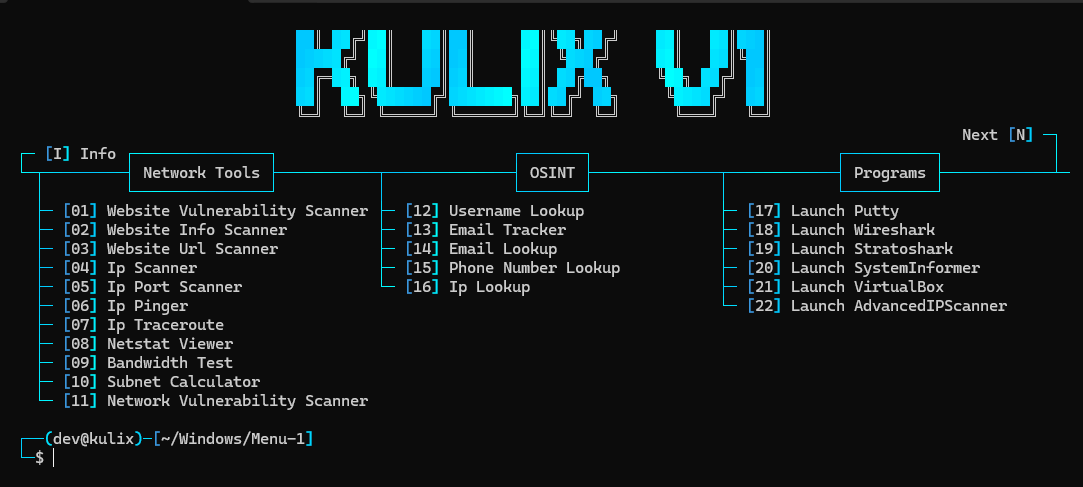 KULIX V1
Next [N]
[I] Info
Network Tools
[01] Website Vulnerability Scanner
[02] Website Info Scanner
[03] Website Url Scanner
[04] Ip Scanner
[05] Ip Port Scanner
[06] Ip Pinger
[07] Ip Traceroute
[08] Netstat Viewer
[09] Bandwidth Test
[10] Subnet Calculator
[11] Network Vulnerability Scanner
OSINT
[12] Username Lookup
[13] Email Tracker
[14] Email Lookup
[15] Phone Number Lookup
[16] Ip Lookup
Programs
[17] Launch Putty
[18] Launch Wireshark
[19] Launch Stratoshark
[20] Launch SystemInformer
[21] Launch VirtualBox
[22] Launch AdvancedIPScanner
(dev@kulix)-[~/Windows/Menu-1]
$